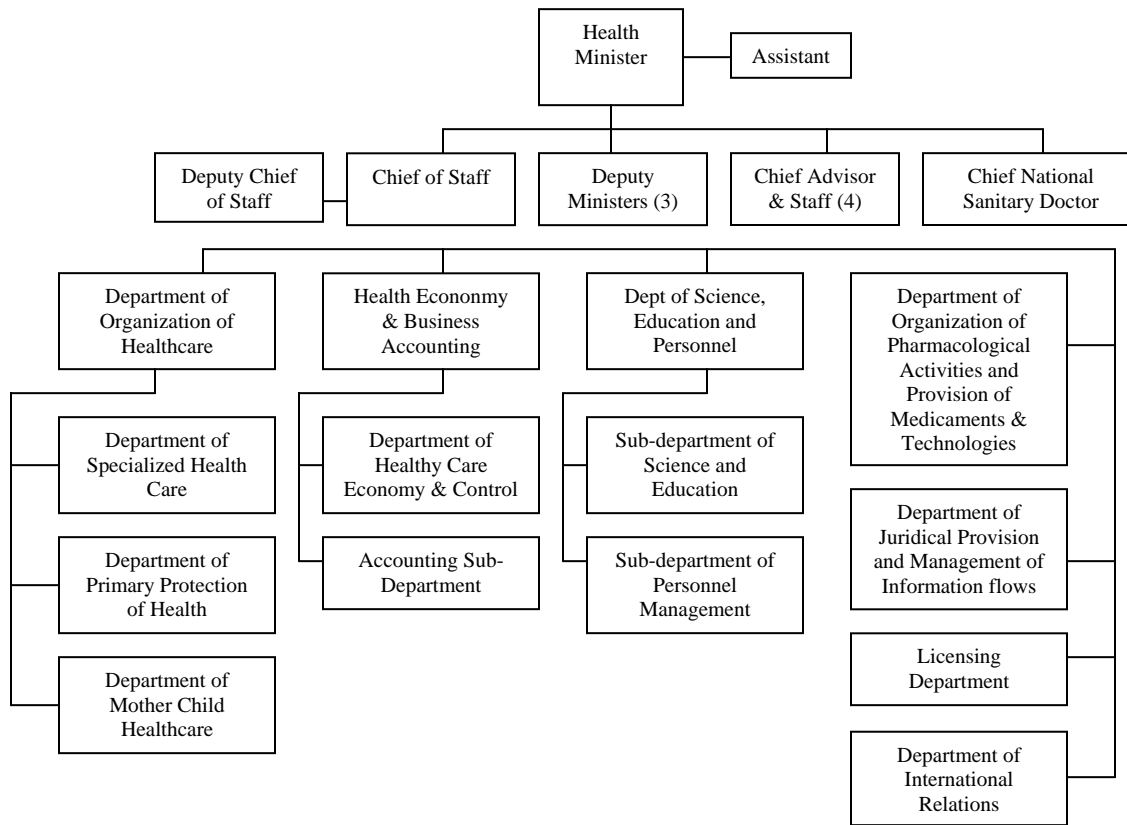 Health
Minister
Assistant
Deputy Chief
of Staff
Chief of Staff
Deputy
Ministers (3)
Chief Advisor
& Staff (4)
Chief National
Sanitary Doctor
Department of
Organization of
Healthcare
Health Econonmy
& Business
Accounting
Dept of Science,
Education and
Personnel
Department of
Organization of
Pharmacological
Activities and
Provision of
Medicaments &
Technologies
Department of
Specialized Health
Care
Department of
Healthy Care
Economy & Control
Sub-department of
Science and
Education
Department of
Juridical Provision
and Management of
Information flows
Department of
Primary Protection
of Health
Accounting Sub-
Department
Sub-department of
Personnel
Management
Licensing
Department
Department of
Mother Child
Healthcare
Department of
International
Relations